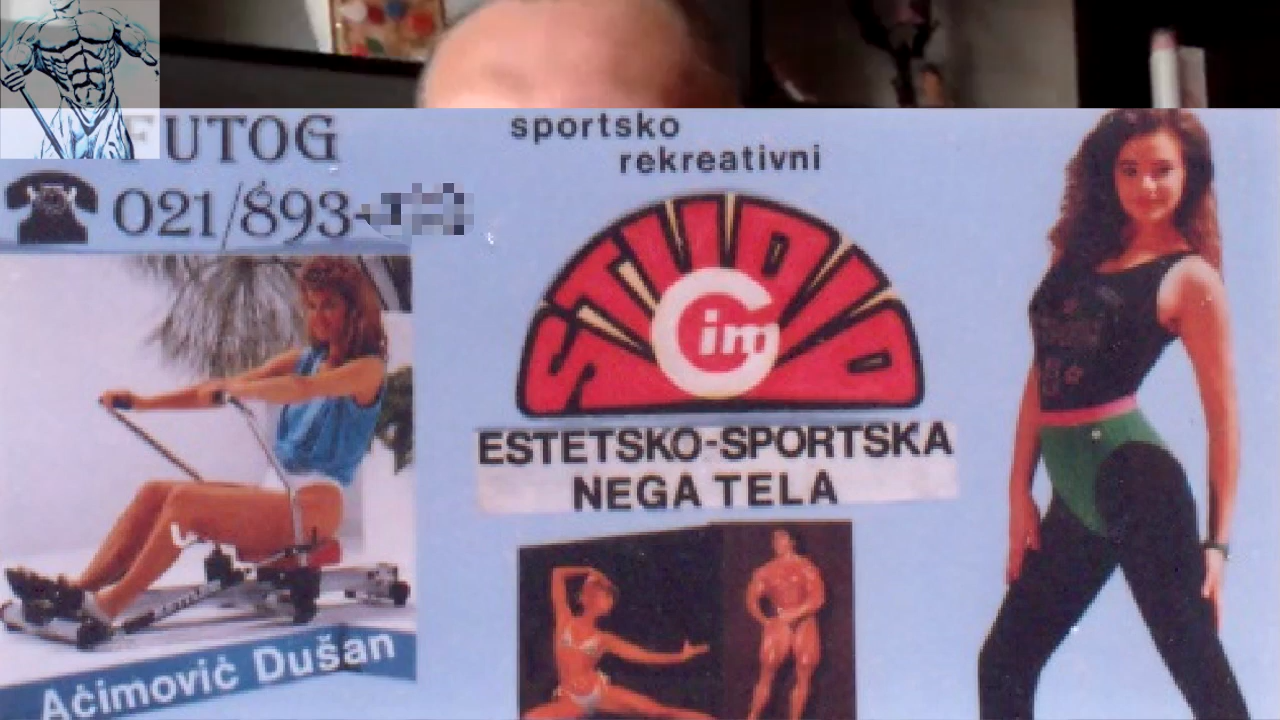 FUTOG
021/893-
sportsko
rekreativni
STUDIO
Gim
ESTETSKO-SPORTSKA
NEGA TELA
Aćimović Dušan